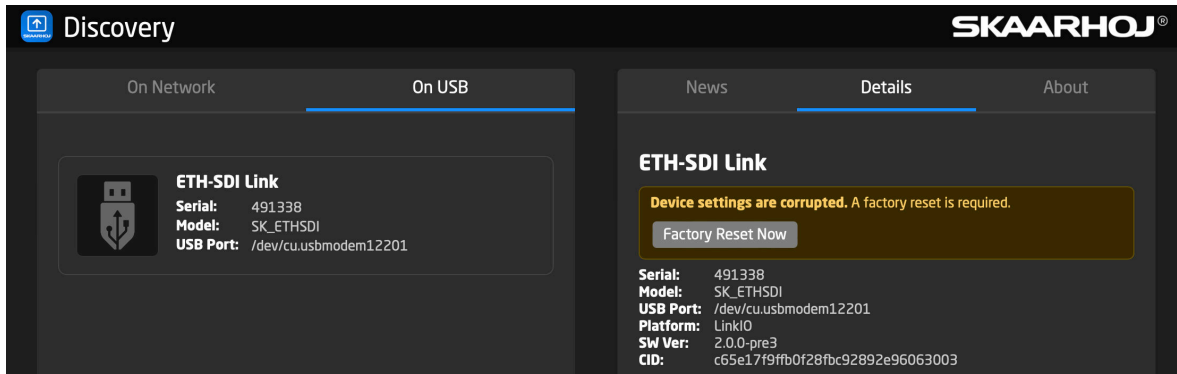 Discovery
SKAARHOJ®
On Network
On USB
News
Details
About
ETH-SDI Link
Serial: 491338
Model: SK_ETHSDI
USB Port: /dev/cu.usbmodem12201
ETH-SDI Link
Device settings are corrupted. A factory reset is required.
Factory Reset Now
Serial: 491338
Model: SK_ETHSDI
USB Port: /dev/cu.usbmodem12201
Platform: LinkIO
SW Ver: 2.0.0-pre3
CID: c65e17f9ffb0f28fbc92892e96063003